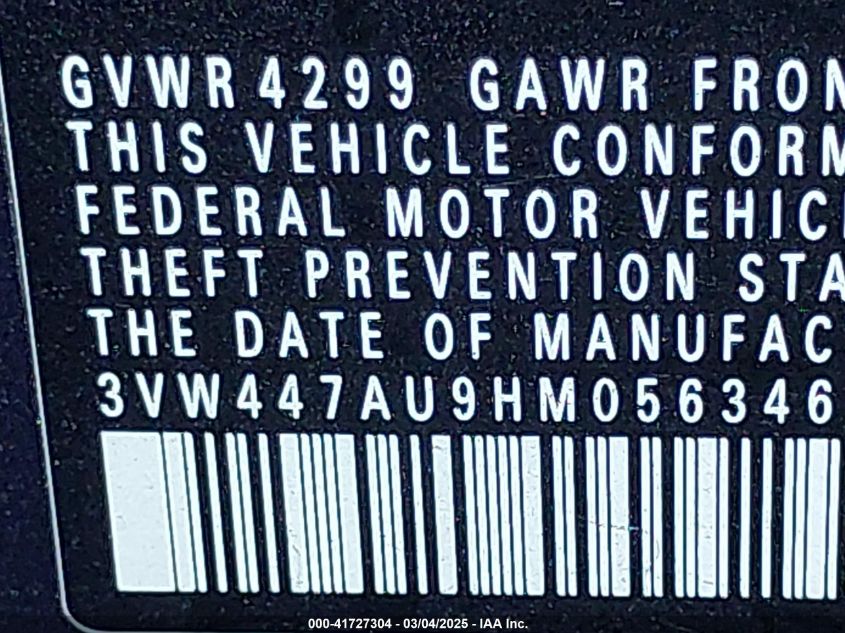 GVWR 4299 GAWR FRON
THIS VEHICLE CONFORM
FEDERAL MOTOR VEHIC
THEFT PREVENTION STA
THE DATE OF MANUFAC
3VW447AU9HM056346
000-41727304 - 03/04/2025 - IAA Inc.